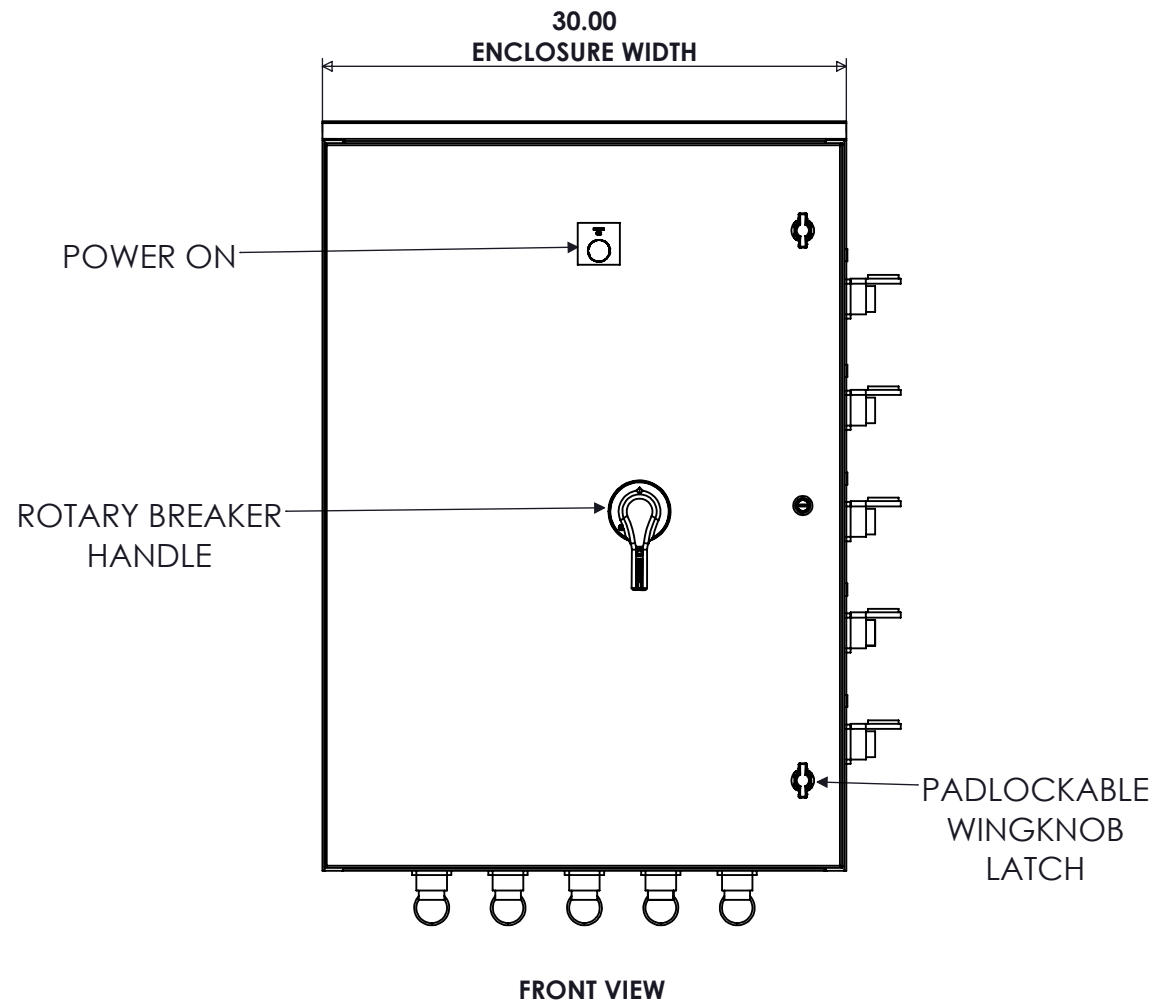 30.00
ENCLOSURE WIDTH
POWER ON
ROTARY BREAKER
HANDLE
PADLOCKABLE
WINGKNOB
LATCH
FRONT VIEW